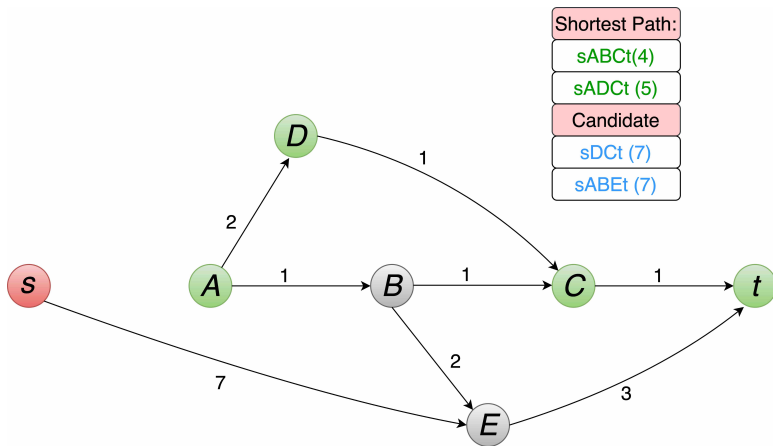 Shortest Path:
sABCt(4)
sADCt (5)
Candidate
sDCt (7)
sABEt (7)
D
1
2
s
A
1
B
1
C
1
t
2
7
3
E